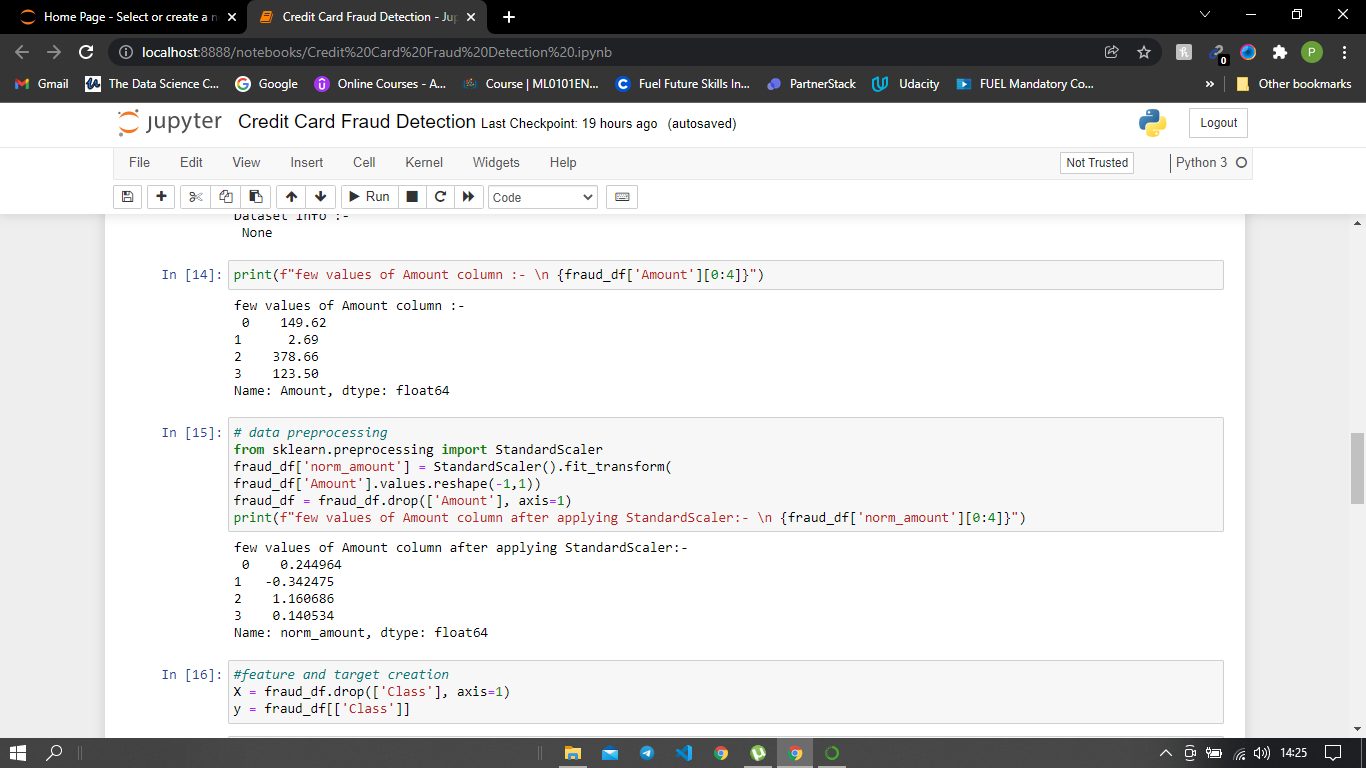 Home Page - Select or create a n
Credit Card Fraud Detection - Jup
localhost:8888/notebooks/Credit%20Card%20Fraud%20Detection%20.ipynb
P
0
Gmail
The Data Science C...
Google
Online Courses - A...
Course | ML0101EN...
Fuel Future Skills In...
PartnerStack
Udacity
FUEL Mandatory Co...
»
Other bookmarks
jupyter Credit Card Fraud Detection Last Checkpoint: 19 hours ago (autosaved)
Logout
File Edit View Insert Cell Kernel Widgets Help
Not Trusted
Python 3
Run
Code
Dataset info :-
None
In [14]: print(f"few values of Amount column :- \n {fraud_df['Amount'][0:4]}")
few values of Amount column :-
0    149.62
1      2.69
2    378.66
3    123.50
Name: Amount, dtype: float64
In [15]: # data preprocessing
from sklearn.preprocessing import StandardScaler
fraud_df['norm_amount'] = StandardScaler().fit_transform(
fraud_df['Amount'].values.reshape(-1,1))
fraud_df = fraud_df.drop(['Amount'], axis=1)
print(f"few values of Amount column after applying StandardScaler:- \n {fraud_df['norm_amount'][0:4]}")
few values of Amount column after applying StandardScaler:-
0    0.244964
1   -0.342475
2    1.160686
3    0.140534
Name: norm_amount, dtype: float64
In [16]: #feature and target creation
X = fraud_df.drop(['Class'], axis=1)
y = fraud_df[['Class']]
14:25